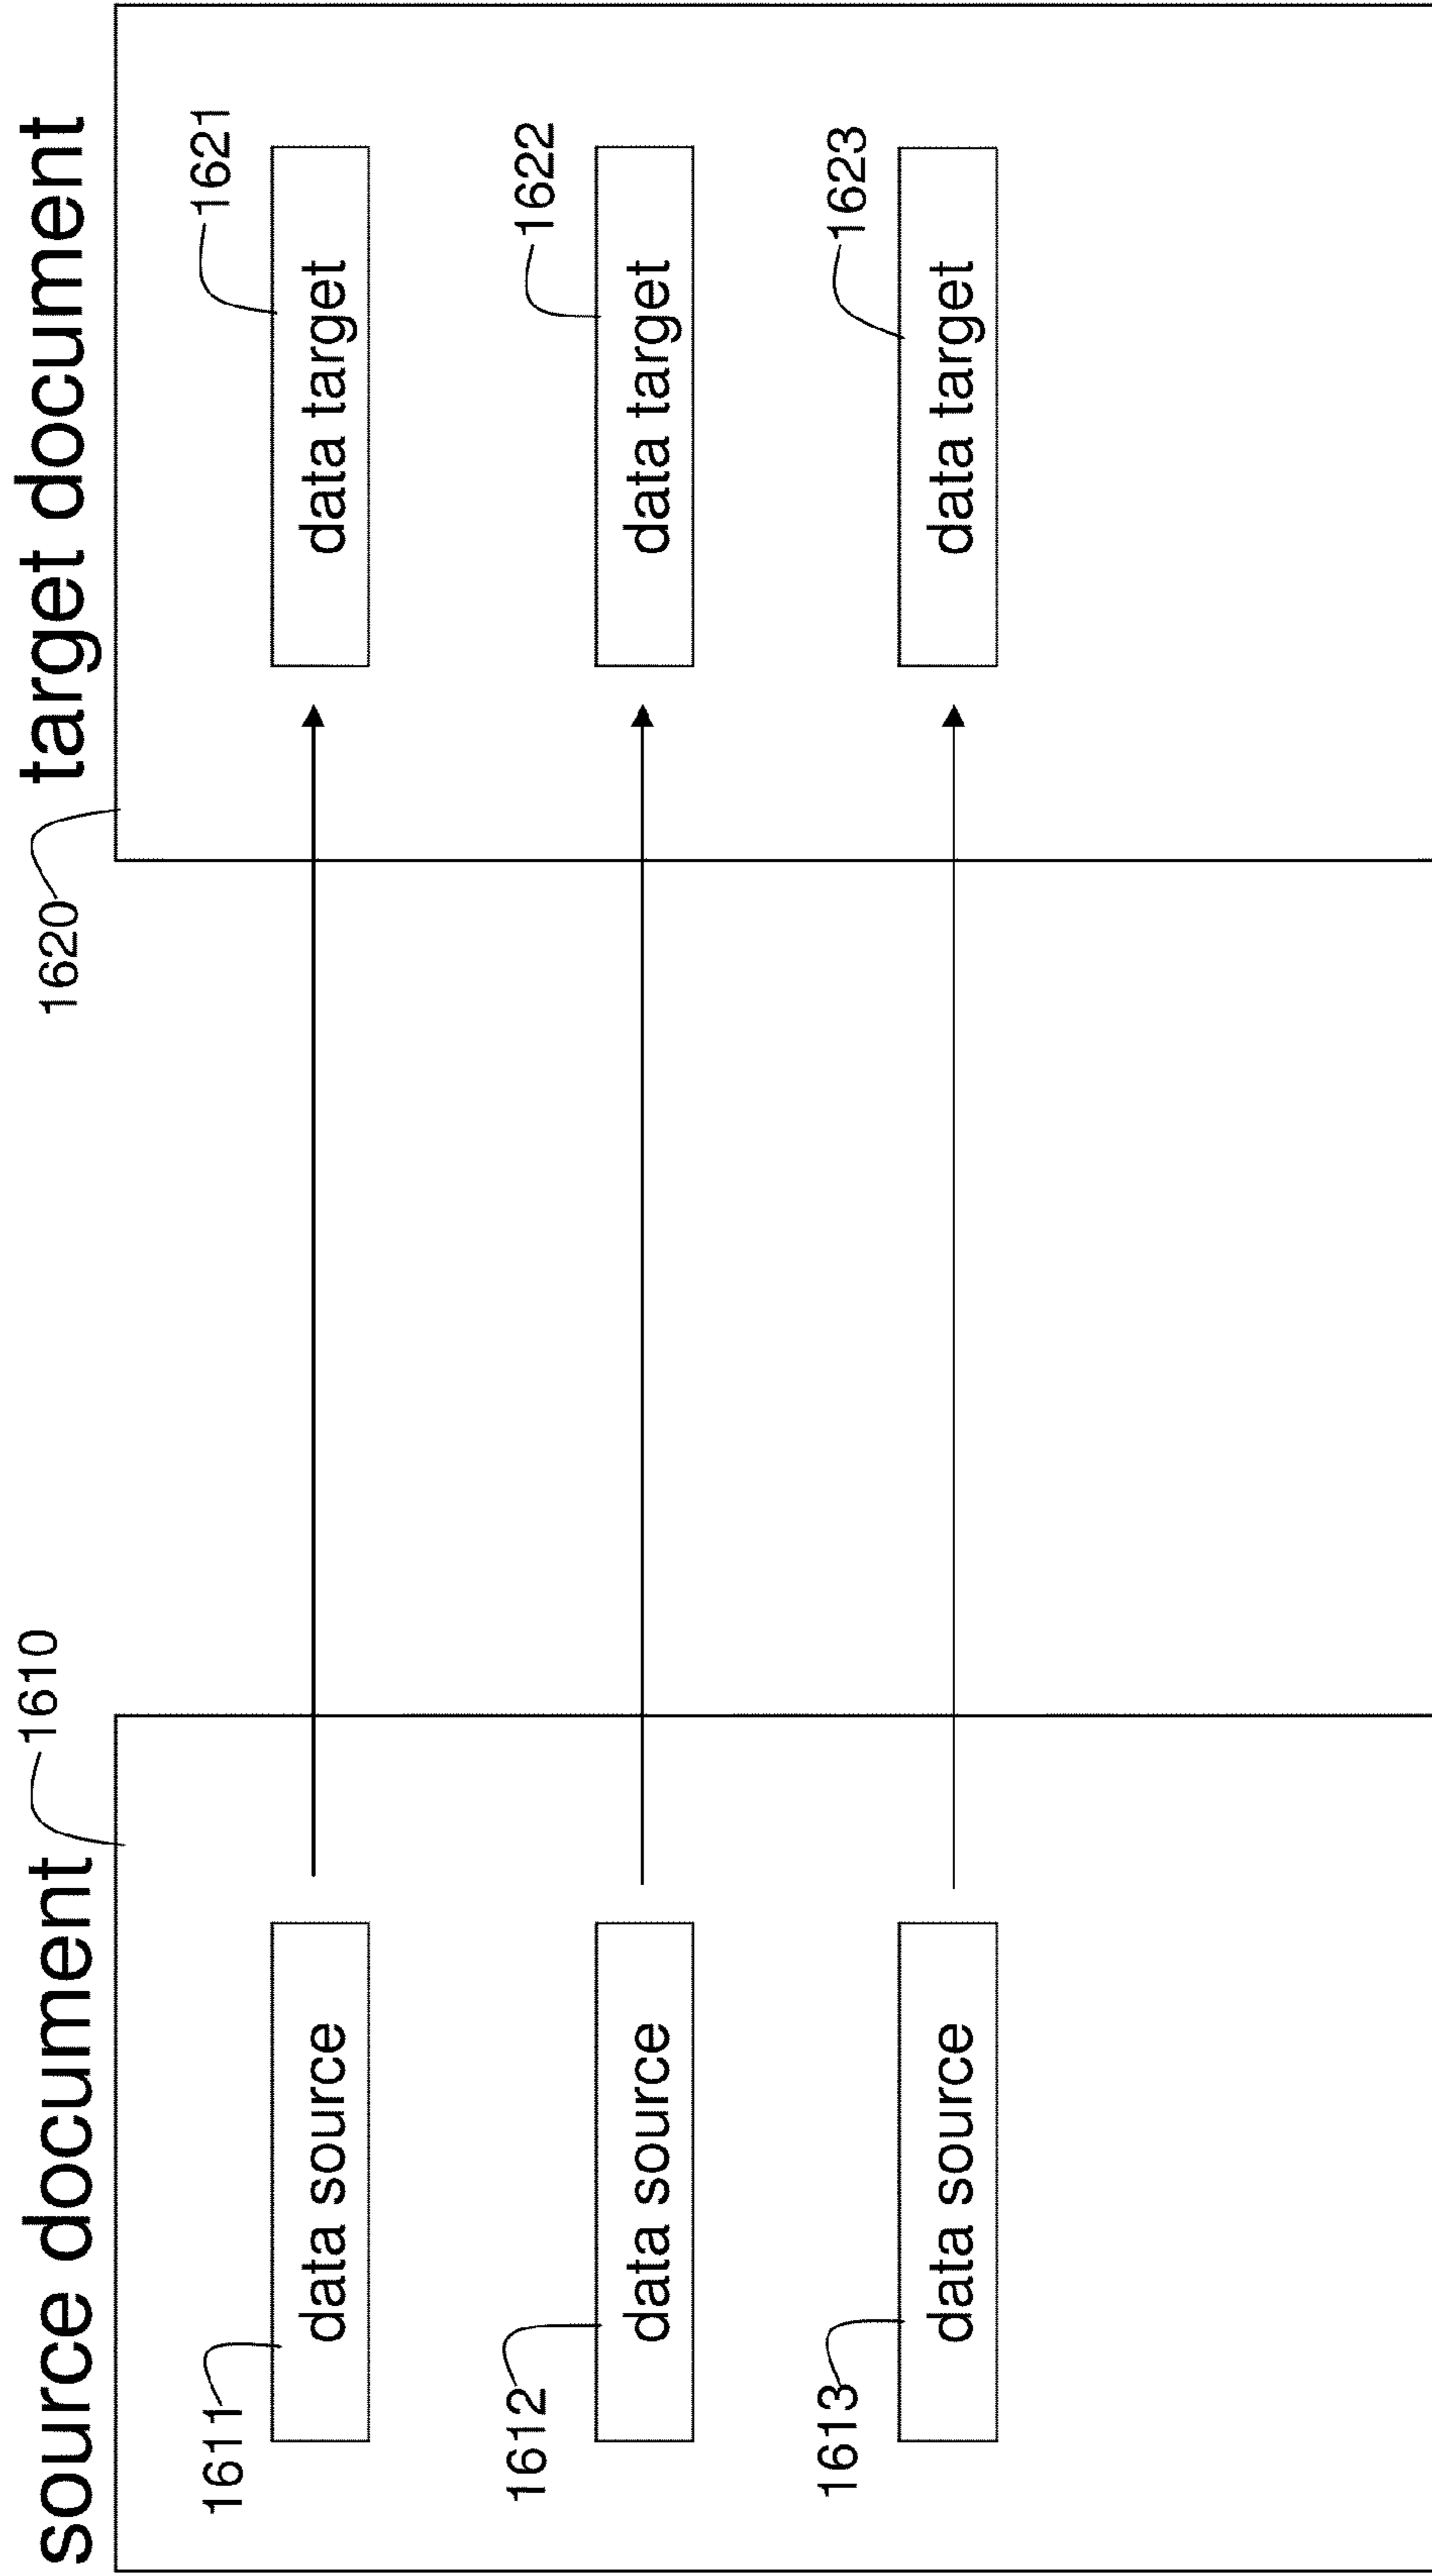 source document
1610
1620
target document
1611
data source
1621
data target
1612
data source
1622
data target
1613
data source
1623
data target